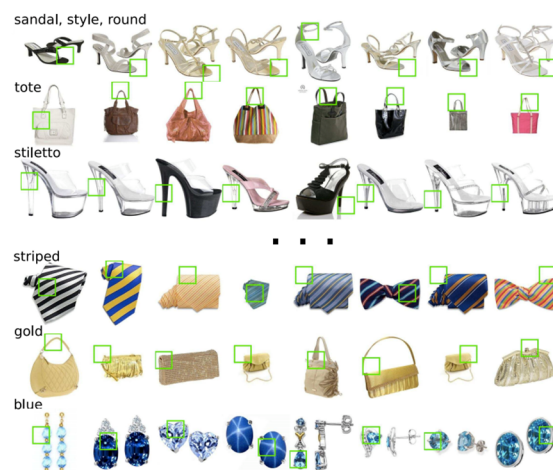 sandal, style, round
tote
stiletto
. . .
striped
gold
blue